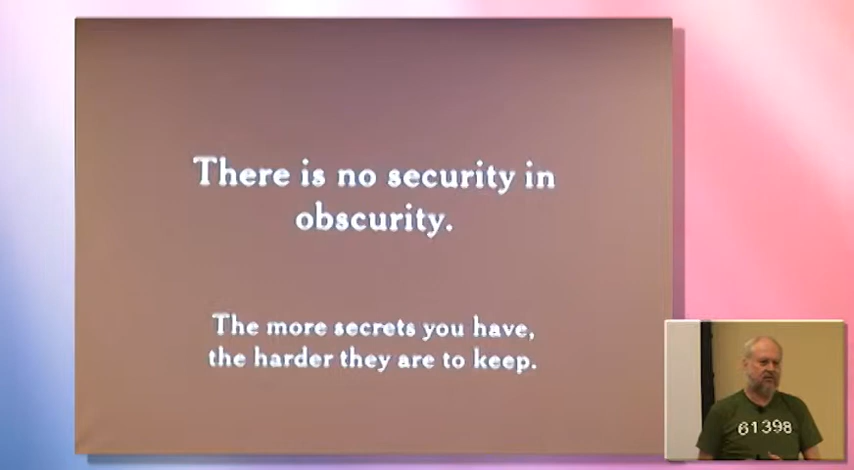 There is no security in
obscurity.
The more secrets you have,
the harder they are to keep.
61398